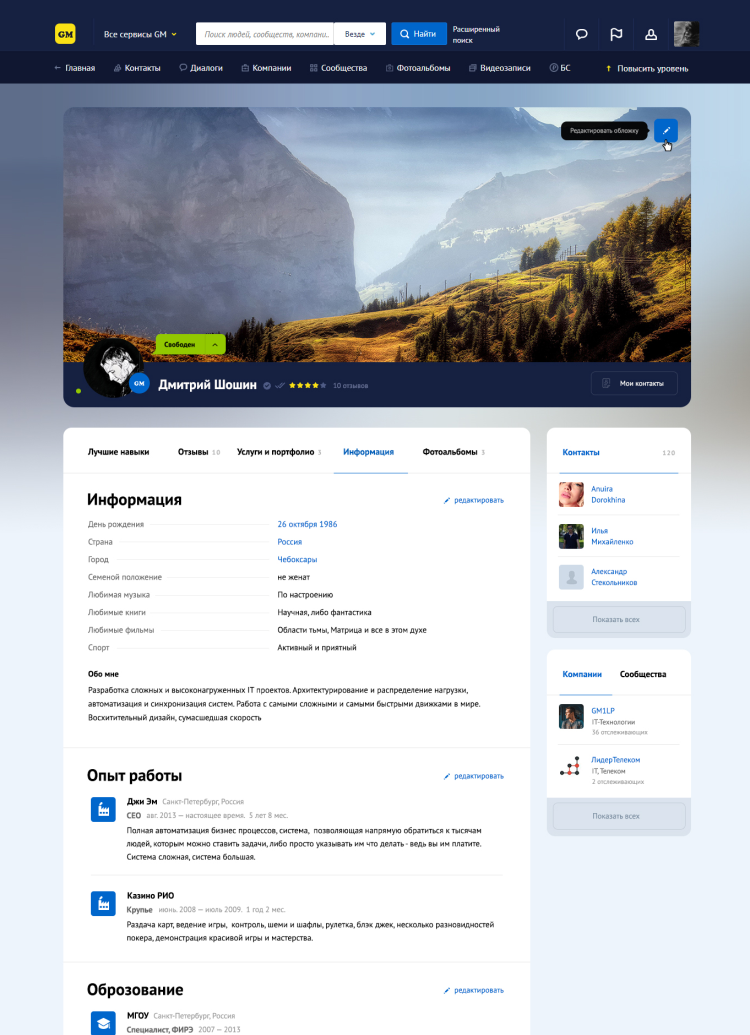 GM
Все сервисы GM
Поиск людей, сообществ, компани..
Везде
Найти
Расширенный
поиск
← Главная
Контакты
Диалоги
Компании
Сообщества
Фотоальбомы
Видеозаписи
БС
Повысить уровень
Редактировать обложку
Свободен
GM
Дмитрий Шошин
10 отзывов
Мои контакты
Лучшие навыки
Отзывы 10
Услуги и портфолио 3
Информация
Фотоальбомы 3
Информация
редактировать
День рождения 26 октября 1986
Страна Россия
Город Чебоксары
Семеной положение не женат
Любимая музыка По настроению
Любимые книги Научная, либо фантастика
Любимые фильмы Области тьмы, Матрица и все в этом духе
Спорт Активный и приятный
Обо мне
Разработка сложных и высоконагруженных IT проектов. Архитектурирование и распределение нагрузки,
автоматизация и синхронизация систем. Работа с самыми сложными и самыми быстрыми движками в мире.
Восхитительный дизайн, сумасшедшая скорость
Опыт работы
редактировать
Джи Эм Санкт-Петербург, Россия
CEO авг. 2013 — настоящее время. 5 лет 8 мес.
Полная автоматизация бизнес процессов, система, позволяющая напрямую обратиться к тысячам
людей, которым можно ставить задачи, либо просто указывать им что делать - ведь вы им платите.
Система сложная, система большая.
Казино РИО
Крупье июнь. 2008 — июль 2009. 1 год 2 мес.
Раздача карт, ведение игры, контроль, шеми и шафлы, рулетка, блэк джек, несколько разновидностей
покера, демонстрация красивой игры и мастерства.
Оброзование
редактировать
МГОУ Санкт-Петербург, Россия
Специалист, ФИРЭ 2007 — 2013
Контакты 120
Anuira
Dorokhina
Илья
Михайленко
Александр
Стекольников
Показать всех
Компании
Сообщества
GM1LP
IT-Технологии
36 отслеживающих
ЛидерТелеком
IT, Телеком
2 отслеживающих
Показать всех